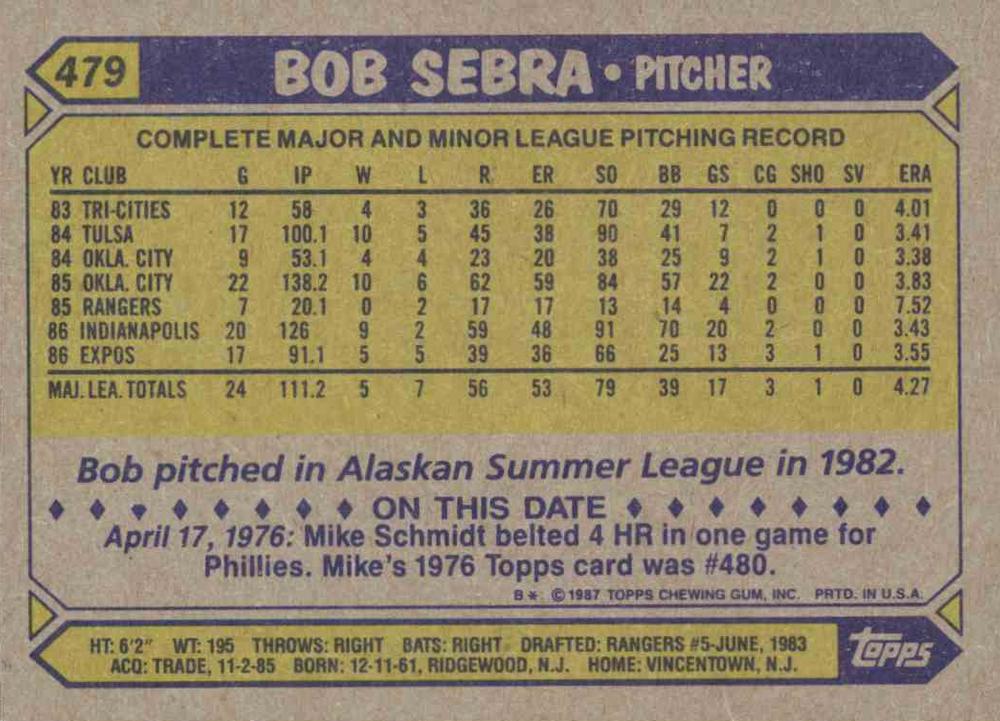 479 BOB SEBRA • PITCHER
COMPLETE MAJOR AND MINOR LEAGUE PITCHING RECORD
YR CLUB G IP W L R ER SO BB GS CG SHO SV ERA
83 TRI-CITIES 12 58 4 3 36 26 70 29 12 0 0 0 4.01
84 TULSA 17 100.1 10 5 45 38 90 41 7 2 1 0 3.41
84 OKLA. CITY 9 53.1 4 4 23 20 38 25 9 2 1 0 3.38
85 OKLA. CITY 22 138.2 10 6 62 59 84 57 22 2 0 0 3.83
85 RANGERS 7 20.1 0 2 17 17 13 14 4 0 0 0 7.52
86 INDIANAPOLIS 20 126 9 2 59 48 91 70 20 2 0 0 3.43
86 EXPOS 17 91.1 5 5 39 36 66 25 13 3 1 0 3.55
MAJ. LEA. TOTALS 24 111.2 5 7 56 53 79 39 17 3 1 0 4.27
Bob pitched in Alaskan Summer League in 1982.
ON THIS DATE
April 17, 1976: Mike Schmidt belted 4 HR in one game for
Phillies. Mike's 1976 Topps card was #480.
B* ©1987 TOPPS CHEWING GUM, INC. PRTD. IN U.S.A.
HT: 6'2" WT: 195 THROWS: RIGHT BATS: RIGHT DRAFTED: RANGERS #5-JUNE, 1983
ACQ: TRADE, 11-2-85 BORN: 12-11-61, RIDGEWOOD, N.J. HOME: VINCENTOWN, N.J.
topps